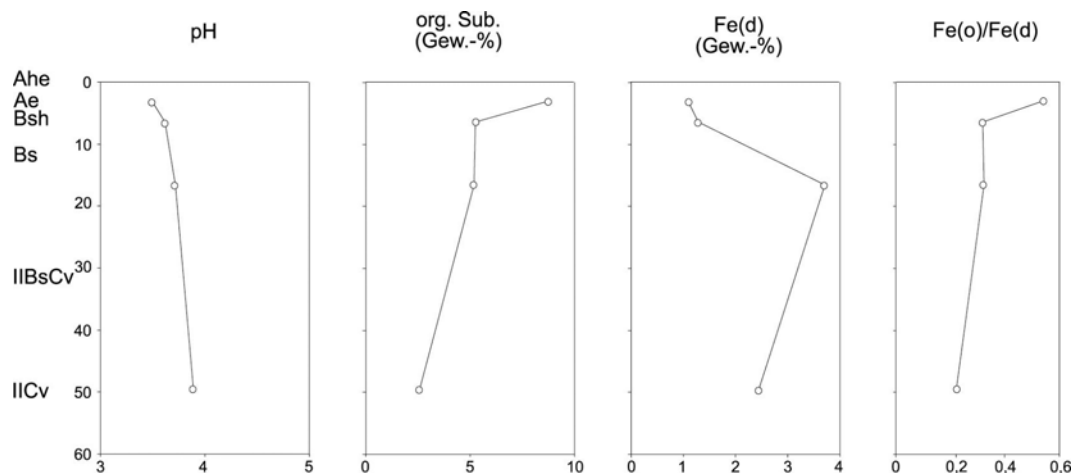 pH
org. Sub.
(Gew.-%)
Fe(d)
(Gew.-%)
Fe(o)/Fe(d)
Ahe
Ae
Bsh
Bs
IIBsCv
IICv
0
10
20
30
40
50
60
3 4 5
0 5 10
0 1 2 3 4
0 0.2 0.4 0.6